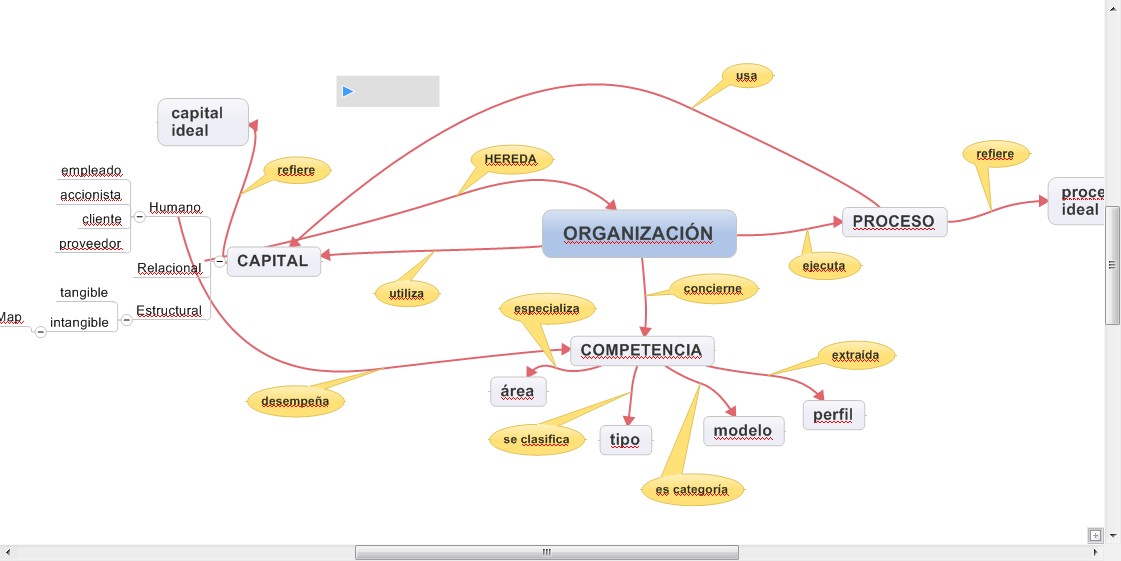 usa
capital
ideal
HEREDA
refiere
refiere
empleado
accionista
cliente
proveedor
Humano
proce
ideal
ORGANIZACIÓN
PROCESO
Relacional
CAPITAL
ejecuta
tangible
intangible
Estructural
Map
utiliza
concierne
especializa
COMPETENCIA
extraída
área
desempeña
perfil
modelo
se clasifica
tipo
es categoría